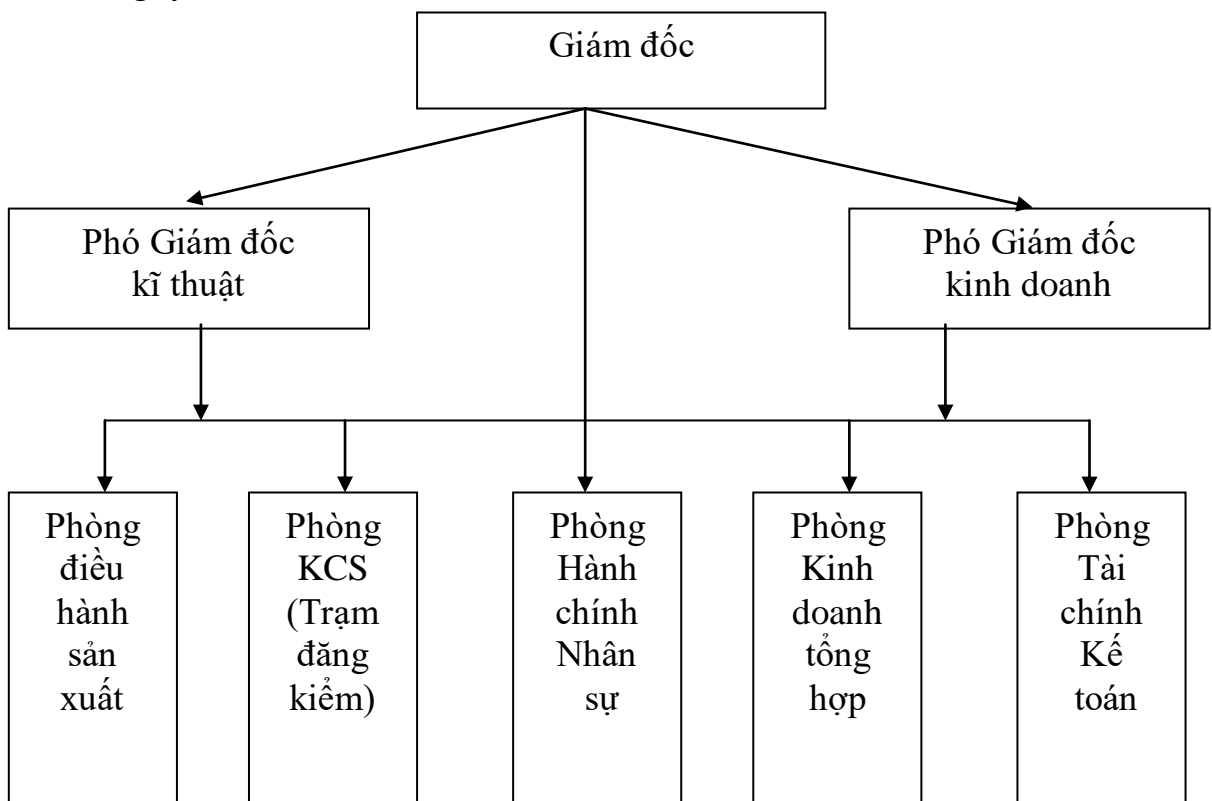 Giám đốc
Phó Giám đốc
kĩ thuật
Phó Giám đốc
kinh doanh
Phòng
điều
hành
sản
xuất
Phòng
KCS
(Trạm
đăng
kiểm)
Phòng
Hành
chính
Nhân
sự
Phòng
Kinh
doanh
tổng
hợp
Phòng
Tài
chính
Kế
toán